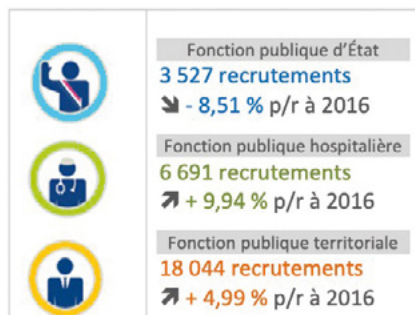 Fonction publique d'État
3 527 recrutements
➘ - 8,51 % p/r à 2016
Fonction publique hospitalière
6 691 recrutements
➚ + 9,94 % p/r à 2016
Fonction publique territoriale
18 044 recrutements
➚ + 4,99 % p/r à 2016